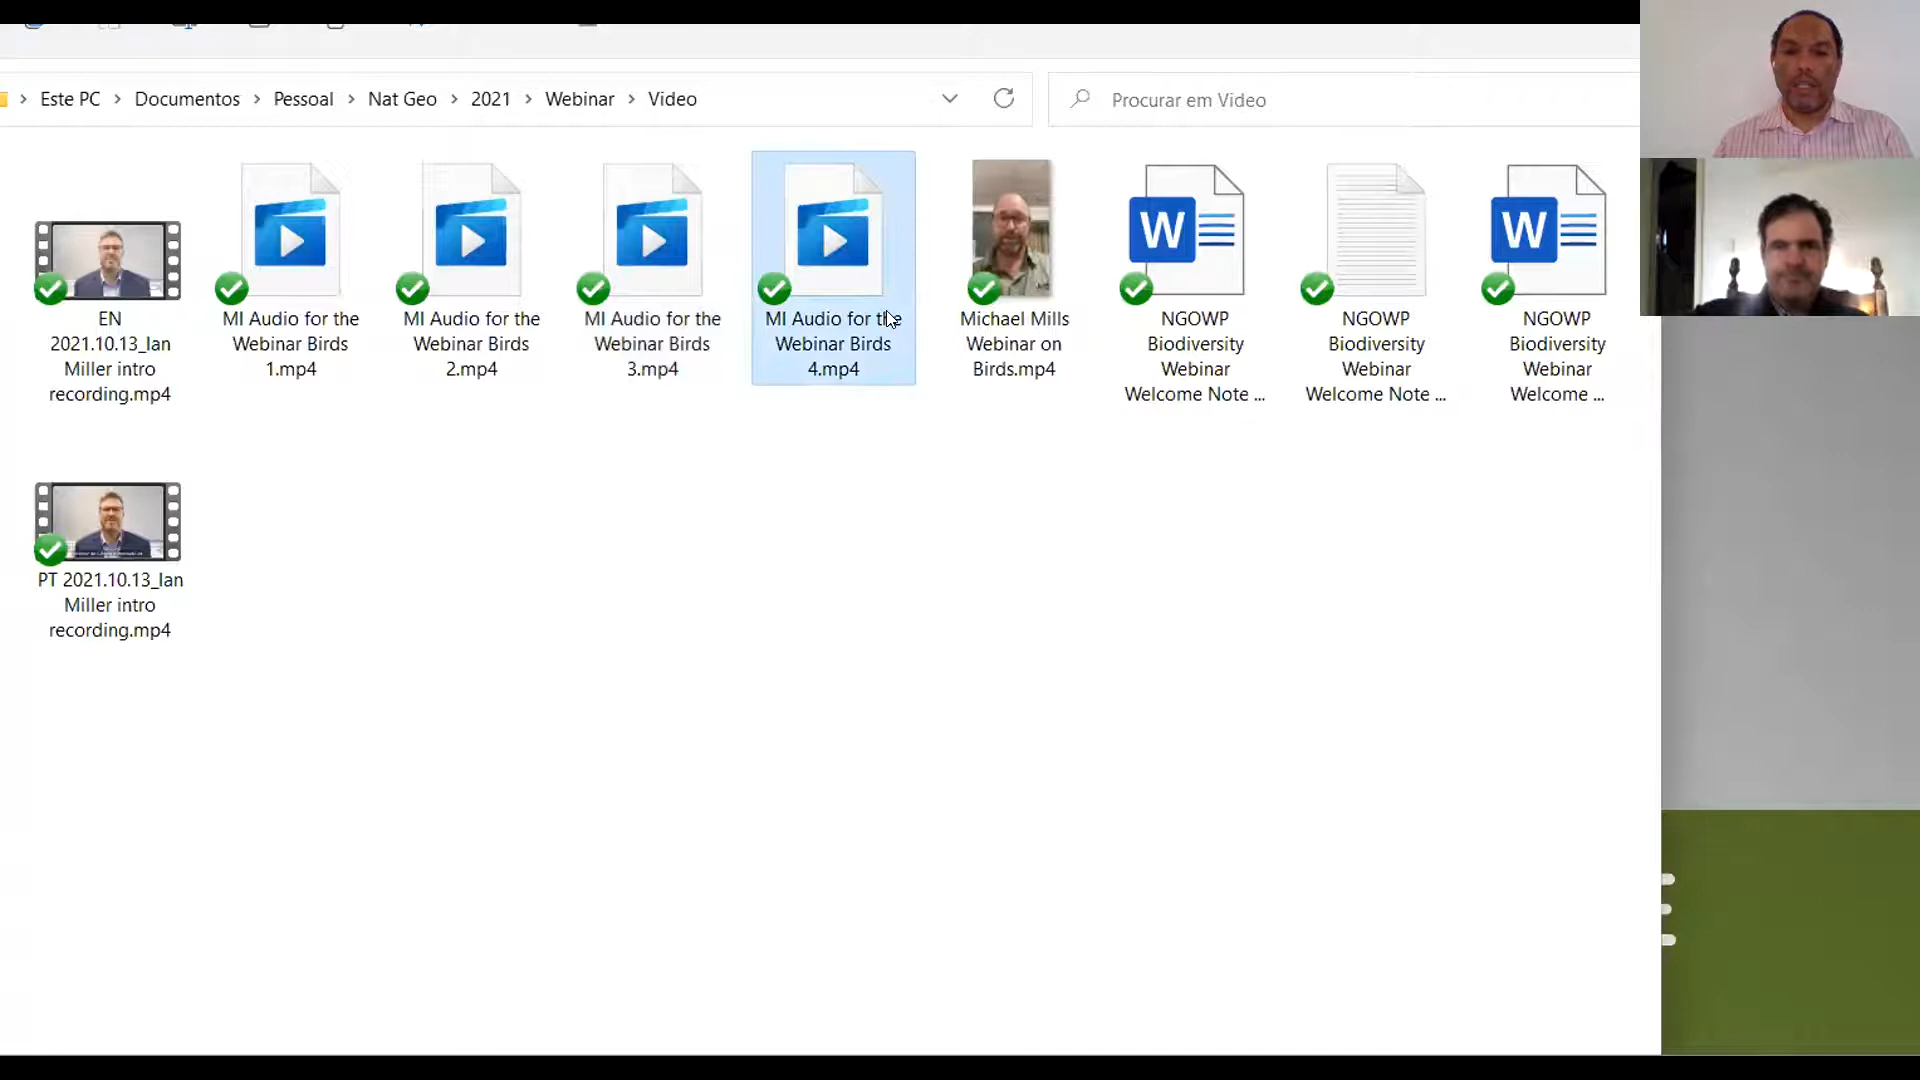 Este PC > Documentos > Pessoal > Nat Geo > 2021 > Webinar > Video
Procurar em Video
EN
2021.10.13_Ian
Miller intro
recording.mp4
MI Audio for the
Webinar Birds
1.mp4
MI Audio for the
Webinar Birds
2.mp4
MI Audio for the
Webinar Birds
3.mp4
MI Audio for the
Webinar Birds
4.mp4
Michael Mills
Webinar on
Birds.mp4
W
NGOWP
Biodiversity
Webinar
Welcome Note ...
NGOWP
Biodiversity
Webinar
Welcome Note ...
W
NGOWP
Biodiversity
Webinar
Welcome ...
PT 2021.10.13_Ian
Miller intro
recording.mp4